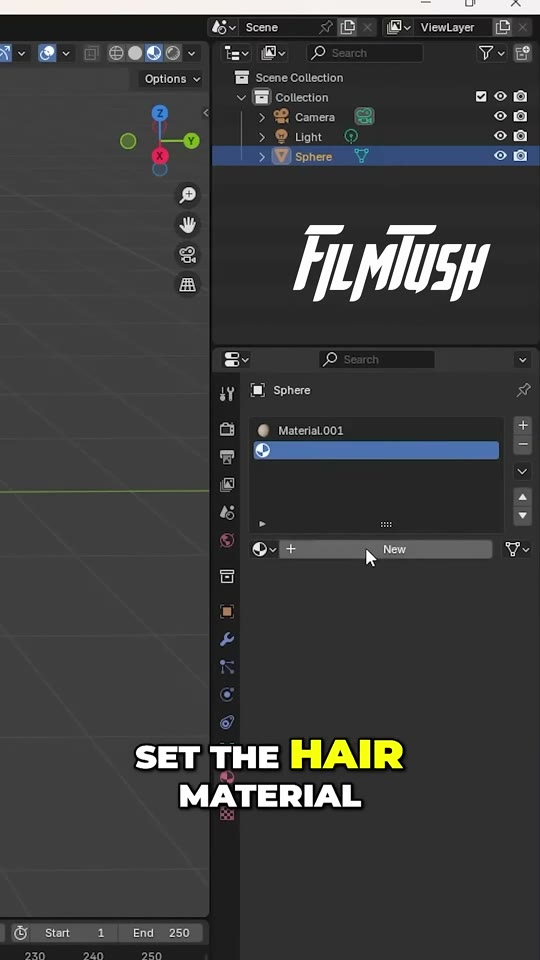 Scene
ViewLayer
Options
Search
Scene Collection
Collection
Camera
Light
Sphere
Z
Y
X
FILMTUSH
Search
Sphere
Material.001
New
SET THE HAIR
MATERIAL
Start 1 End 250
230 240 250